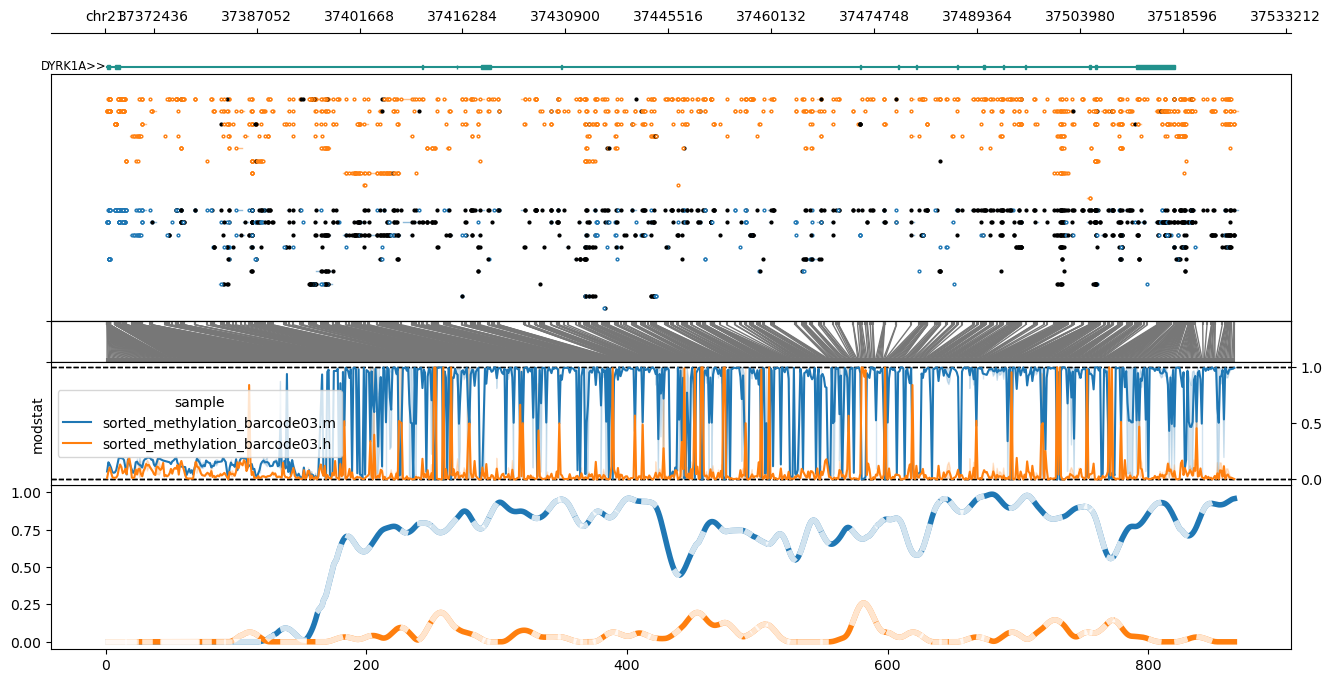 chr21 37372436 37387052 37401668 37416284 37430900 37445516 37460132 37474748 37489364 37503980 37518596 37533212
DYRK1A>>
modstat
sample
sorted_methylation_barcode03.m
sorted_methylation_barcode03.h
1.0
0.5
0.0
1.00
0.75
0.50
0.25
0.00
0 200 400 600 800